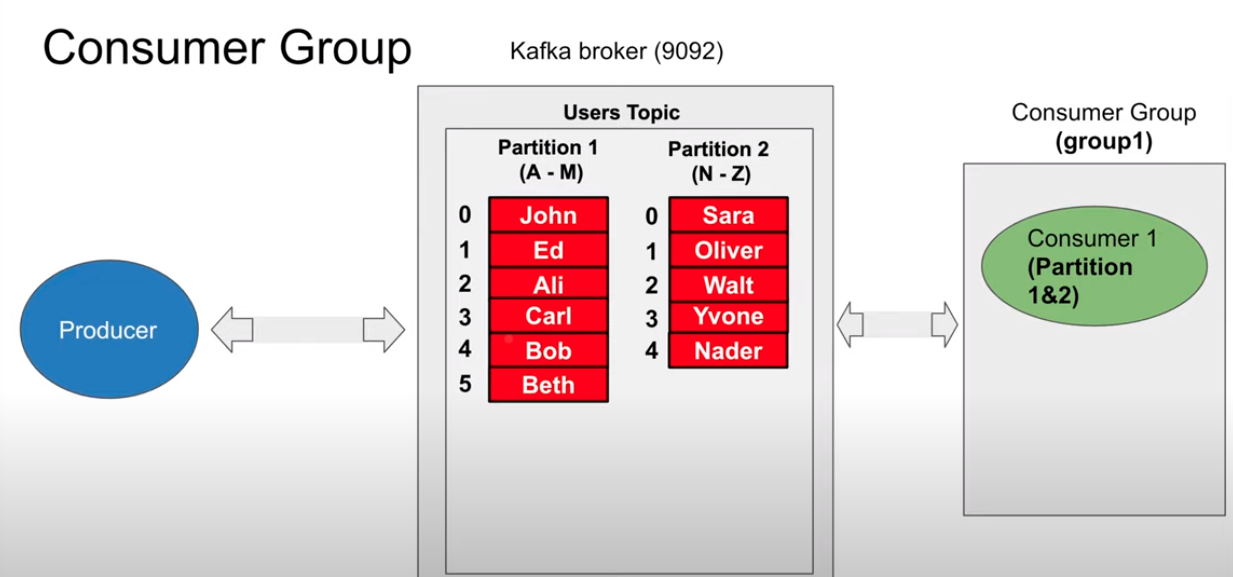 Consumer Group
Kafka broker (9092)
Users Topic
Consumer Group
(group1)
Partition 1
(A - M)
Partition 2
(N - Z)
0 John
1 Ed
2 Ali
3 Carl
4 Bob
5 Beth
0 Sara
1 Oliver
2 Walt
3 Yvone
4 Nader
Producer
Consumer 1
(Partition
1&2)